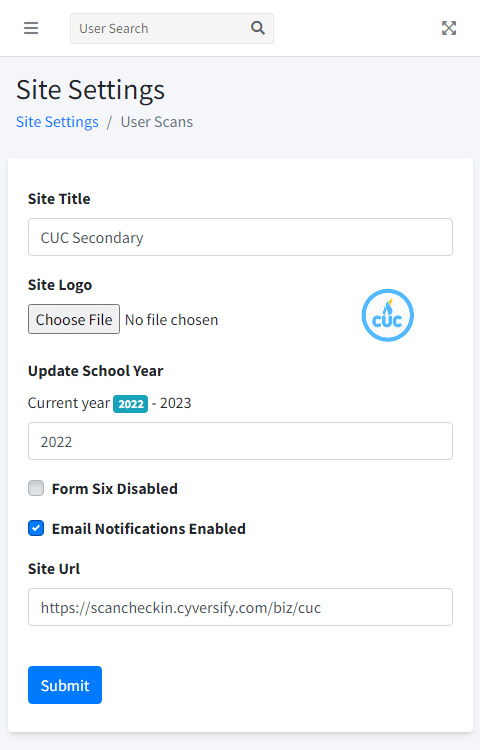 User Search
Site Settings
Site Settings / User Scans
Site Title
CUC Secondary
Site Logo
Choose File No file chosen
CUC
Update School Year
Current year 2022 - 2023
2022
Form Six Disabled
Email Notifications Enabled
Site Url
https://scancheckin.cyversify.com/biz/cuc
Submit